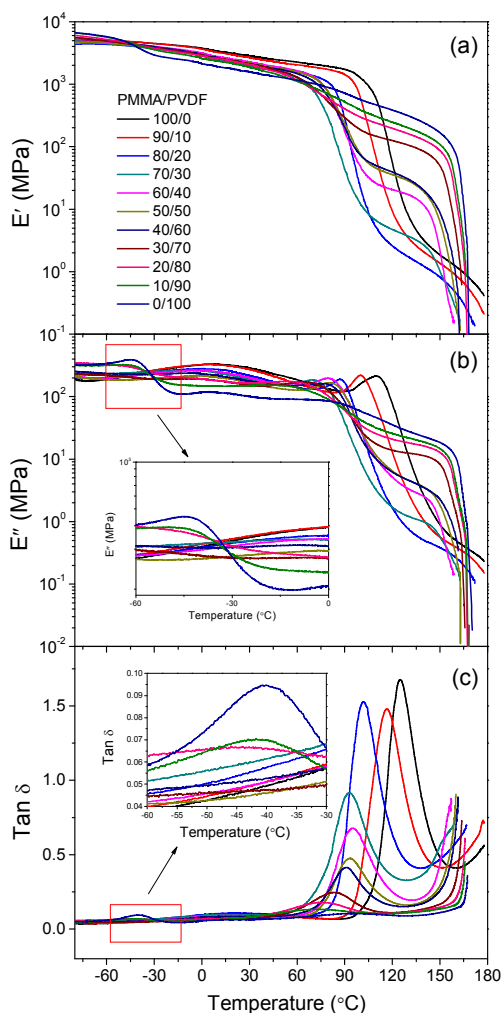 (a)
10⁴
10³
10²
10¹
10⁰
10⁻¹
E′ (MPa)
PMMA/PVDF
100/0
90/10
80/20
70/30
60/40
50/50
40/60
30/70
20/80
10/90
0/100
(b)
10²
10¹
10⁰
10⁻¹
10⁻²
E″ (MPa)
10³
E″ (MPa)
-60 -30 0
Temperature (°C)
(c)
1.5
1.0
0.5
0.0
Tan δ
0.10
0.09
0.08
0.07
0.06
0.05
0.04
Tan δ
-60 -55 -50 -45 -40 -35 -30
Temperature (°C)
-60 -30 0 30 60 90 120 150 180
Temperature (°C)